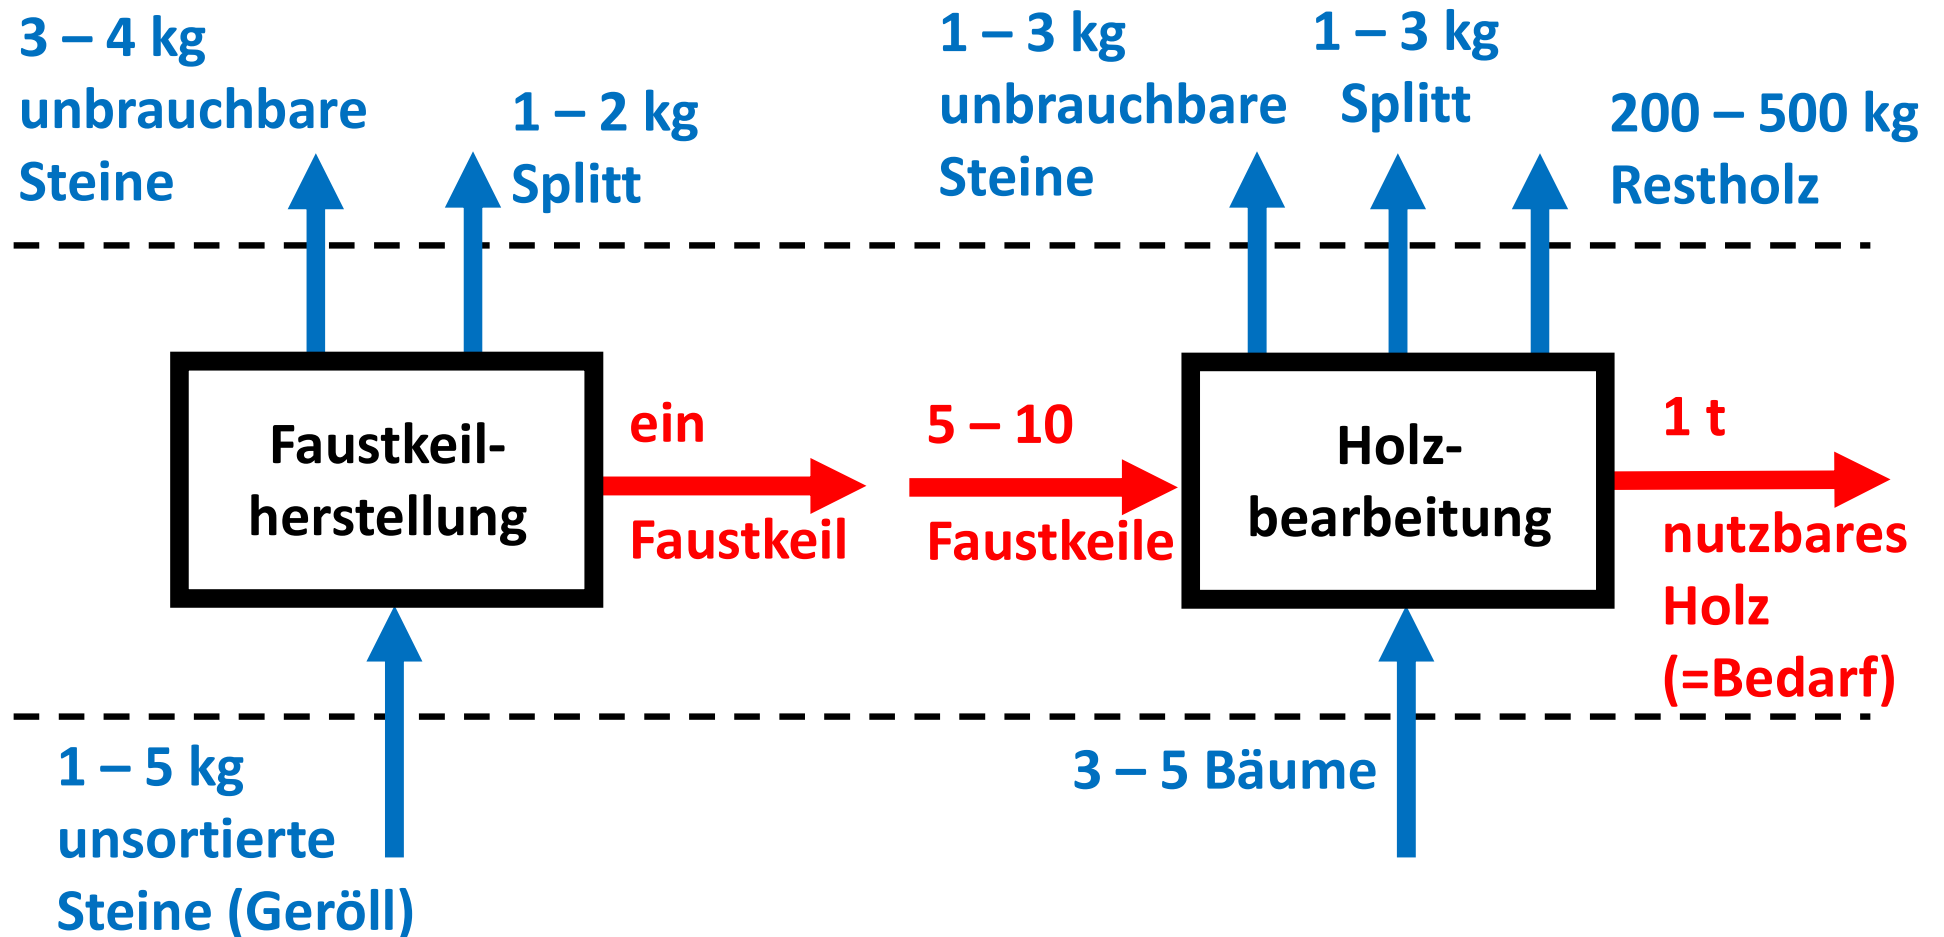 3 – 4 kg
unbrauchbare
Steine
1 – 2 kg
Splitt
1 – 3 kg
unbrauchbare
Steine
1 – 3 kg
Splitt
200 – 500 kg
Restholz
Faustkeil-
herstellung
ein
Faustkeil
5 – 10
Faustkeile
Holz-
bearbeitung
1 t
nutzbares
Holz
(=Bedarf)
1 – 5 kg
unsortierte
Steine (Geröll)
3 – 5 Bäume